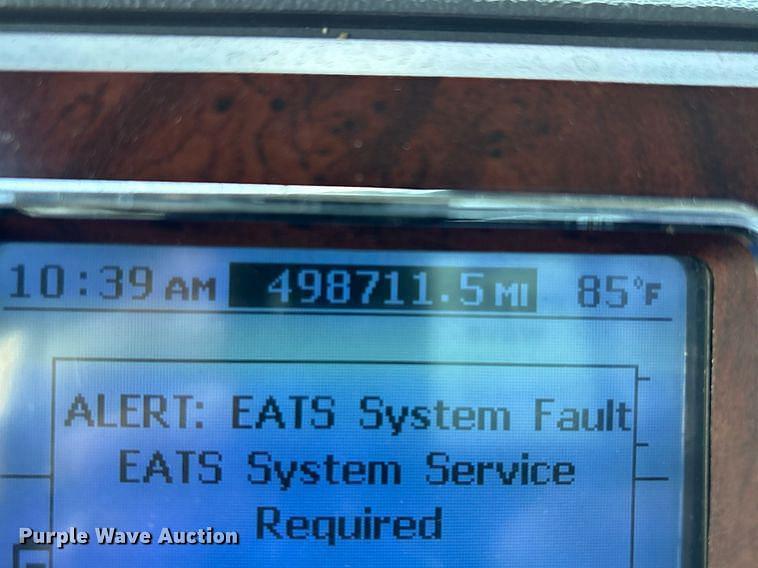 10:39 AM 498711.5 MI 85°F
ALERT: EATS System Fault
EATS System Service
Required
Purple Wave Auction